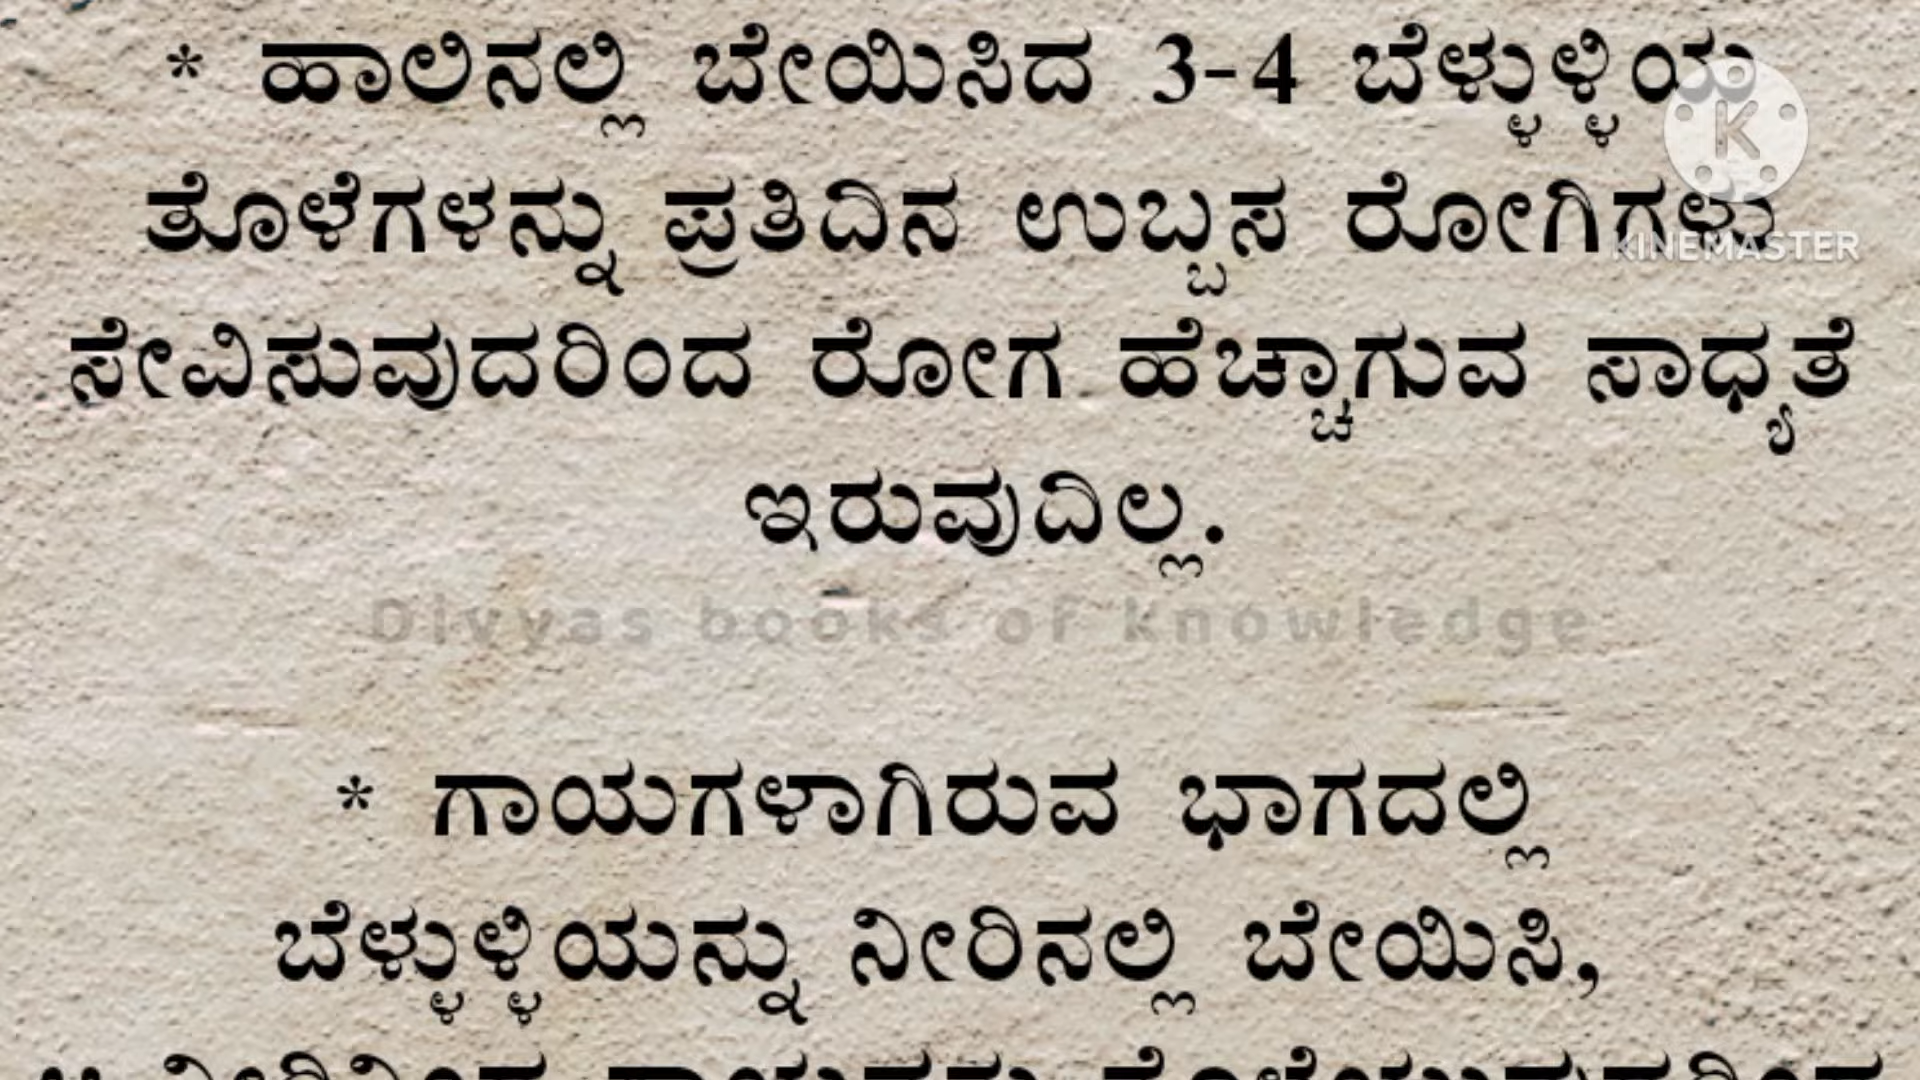 * ಹಾಲಿನಲ್ಲಿ ಬೇಯಿಸಿದ 3-4 ಬೆಳ್ಳುಳ್ಳಿಯ
ತೊಳೆಗಳನ್ನು ಪ್ರತಿದಿನ ಉಬ್ಬಸ ರೋಗಿಗಳು
KINEMASTER
ಸೇವಿಸುವುದರಿಂದ ರೋಗ ಹೆಚ್ಚಾಗುವ ಸಾಧ್ಯತೆ
ಇರುವುದಿಲ್ಲ.
Divyas books of knowledge
* ಗಾಯಗಳಾಗಿರುವ ಭಾಗದಲ್ಲಿ
ಬೆಳ್ಳುಳ್ಳಿಯನ್ನು ನೀರಿನಲ್ಲಿ ಬೇಯಿಸಿ,